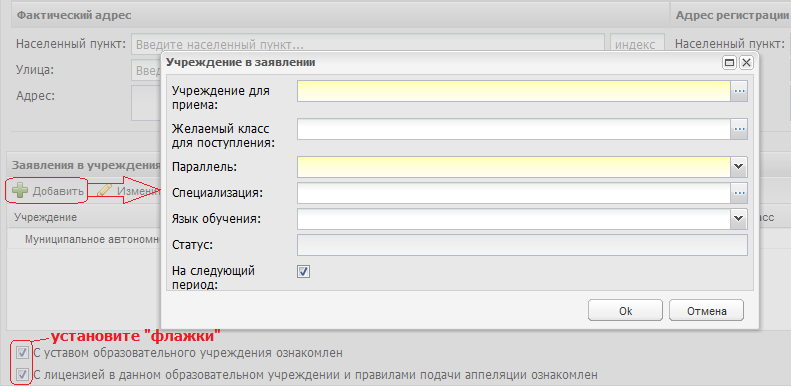 Фактический адрес
Адрес регистрации
Населенный пункт: Введите населенный пункт... индекс Населенный пункт:
Учреждение в заявлении
Улица:
Адрес:
Учреждение для приема:
Желаемый класс для поступления:
Параллель:
Специализация:
Язык обучения:
Статус:
На следующий период:
Ok Отмена
Заявления в учреждения
Добавить
Учреждение
Муниципальное автономн
установите "флажки"
С уставом образовательного учреждения ознакомлен
С лицензией в данном образовательном учреждении и правилами подачи аппеляции ознакомлен